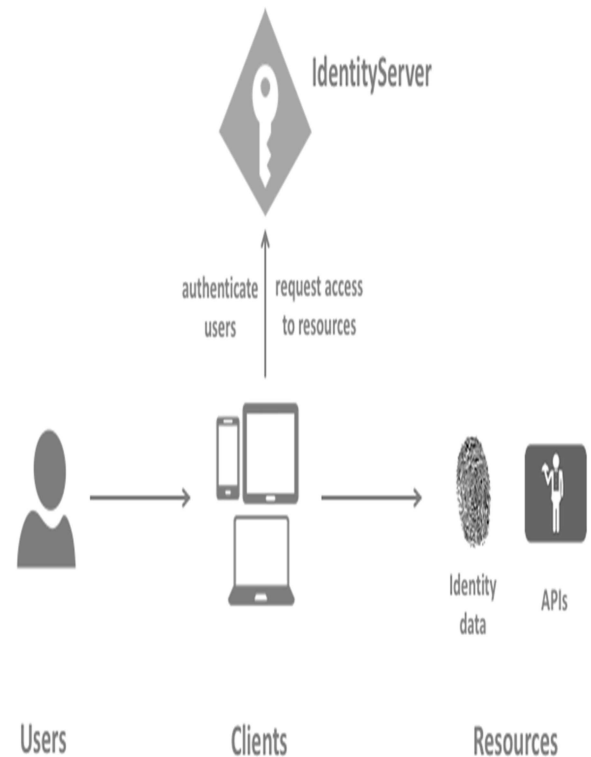 IdentityServer
authenticate
users
request access
to resources
Identity
data
APIs
Users
Clients
Resources